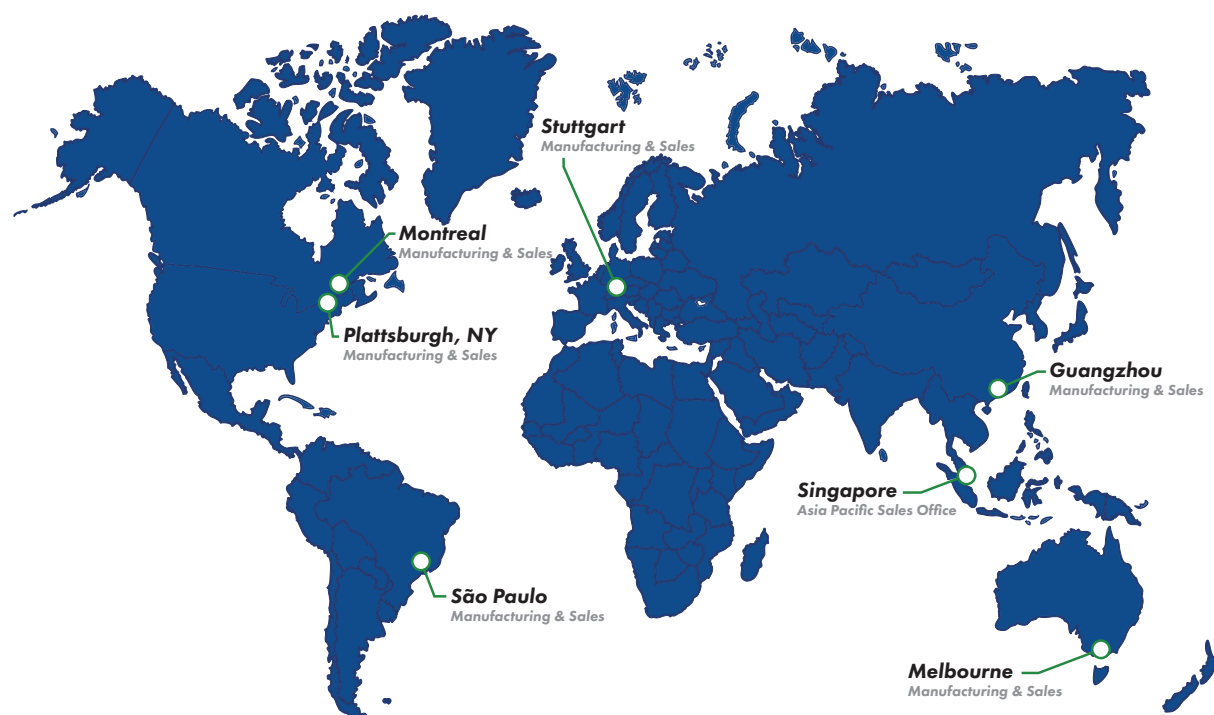 Stuttgart
Manufacturing & Sales
Montreal
Manufacturing & Sales
Plattsburgh, NY
Manufacturing & Sales
Guangzhou
Manufacturing & Sales
Singapore
Asia Pacific Sales Office
São Paulo
Manufacturing & Sales
Melbourne
Manufacturing & Sales